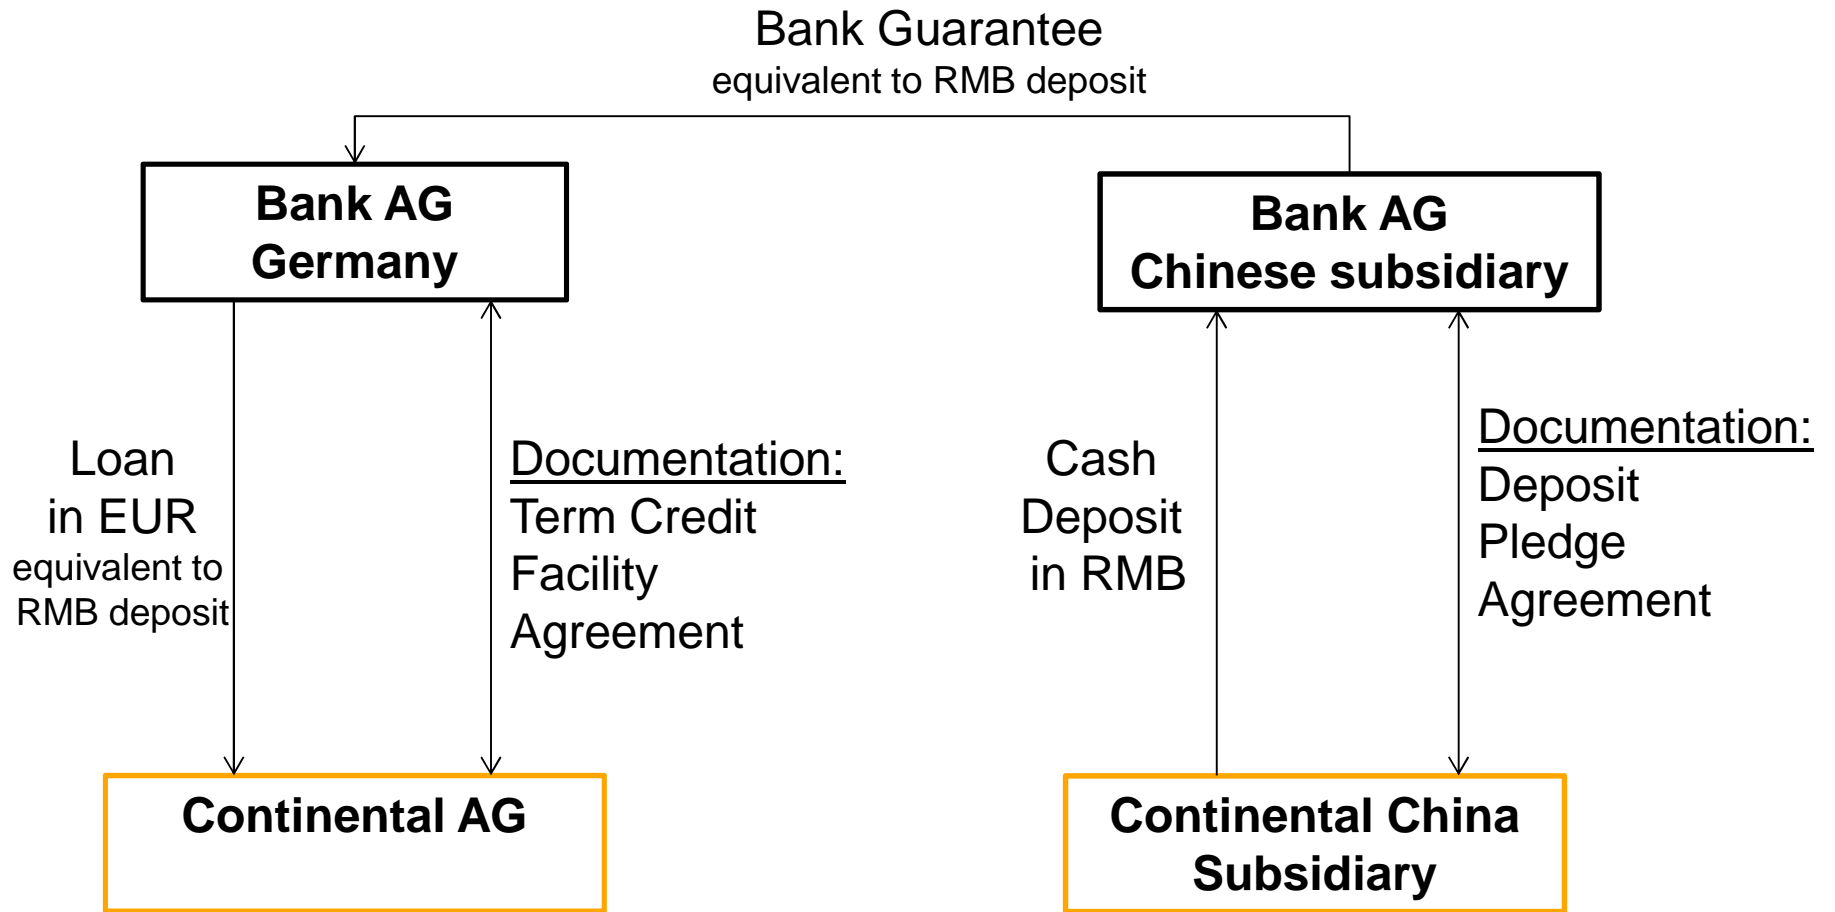 Bank Guarantee
equivalent to RMB deposit
Bank AG
Germany
Bank AG
Chinese subsidiary
Loan
in EUR
equivalent to
RMB deposit
Documentation:
Term Credit
Facility
Agreement
Cash
Deposit
in RMB
Documentation:
Deposit
Pledge
Agreement
Continental AG
Continental China
Subsidiary